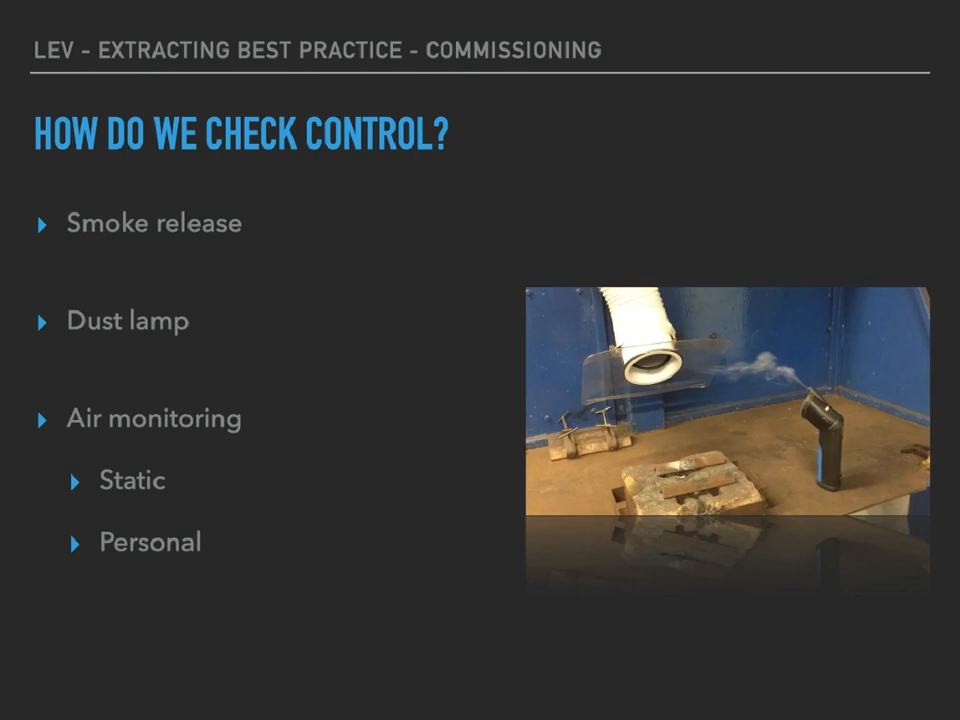 LEV - EXTRACTING BEST PRACTICE - COMMISSIONING
HOW DO WE CHECK CONTROL?
Smoke release
Dust lamp
Air monitoring
Static
Personal